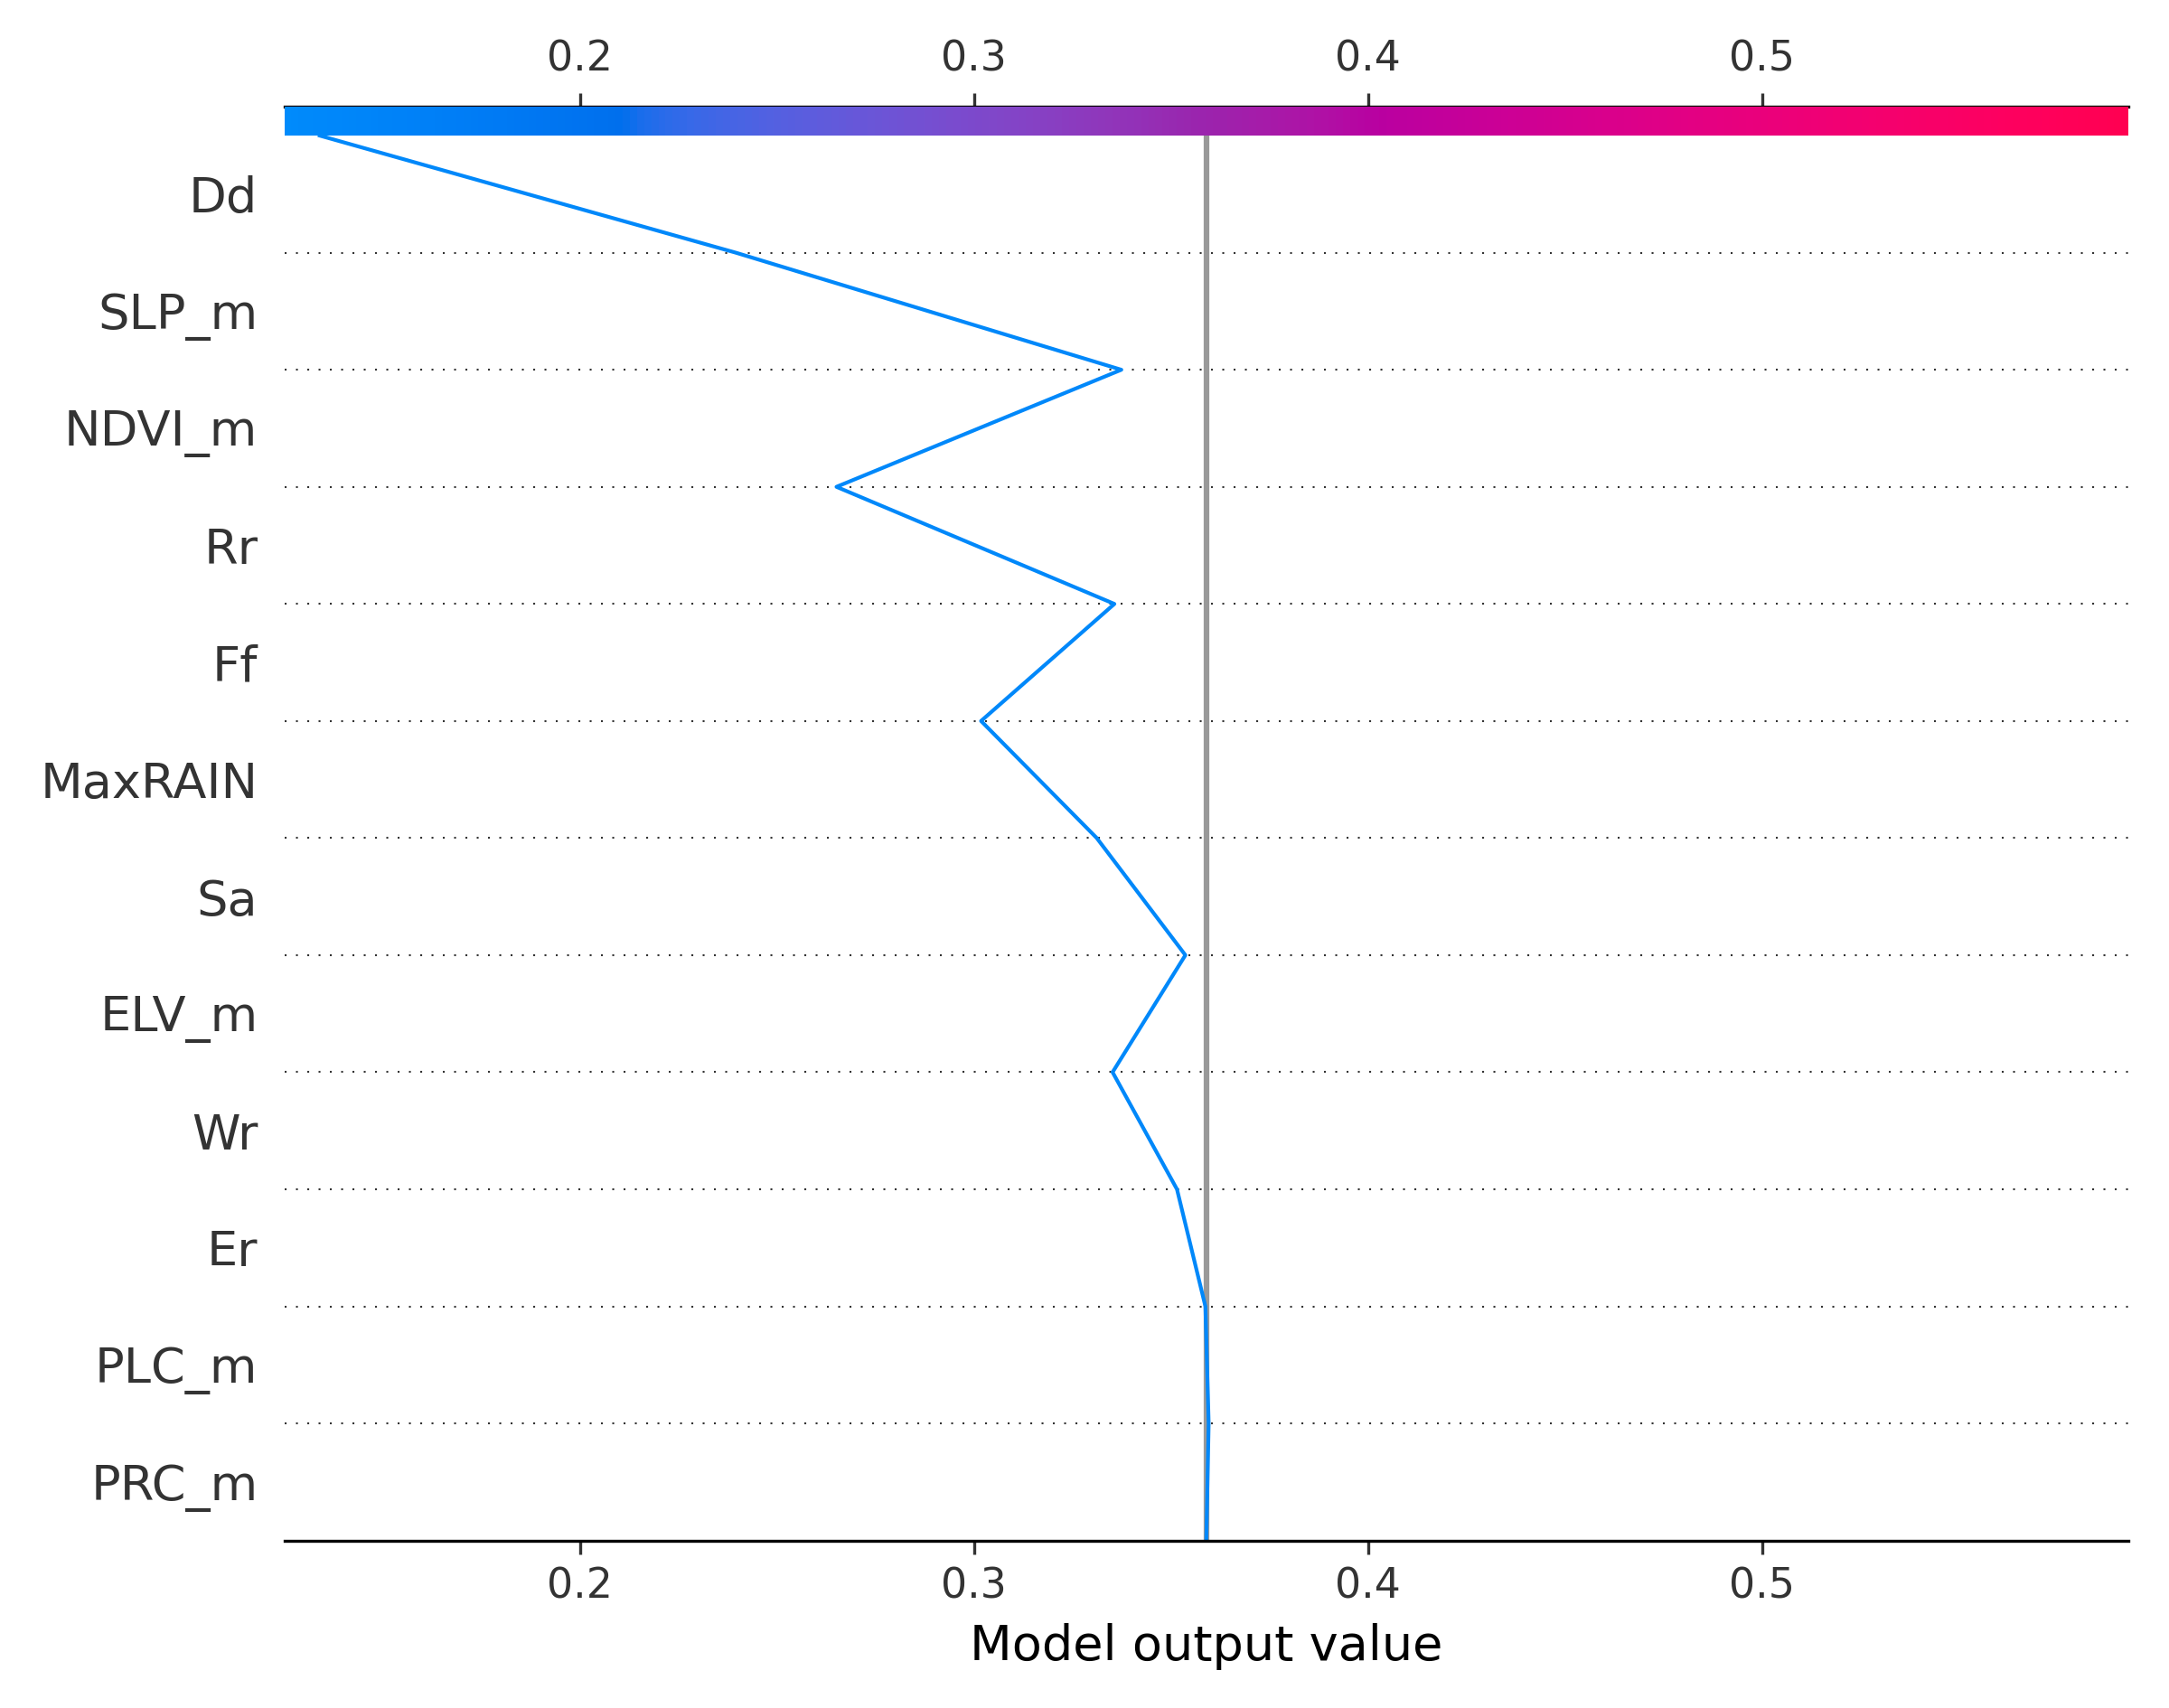 0.2 0.3 0.4 0.5
Dd
SLP_m
NDVI_m
Rr
Ff
MaxRAIN
Sa
ELV_m
Wr
Er
PLC_m
PRC_m
0.2 0.3 0.4 0.5
Model output value